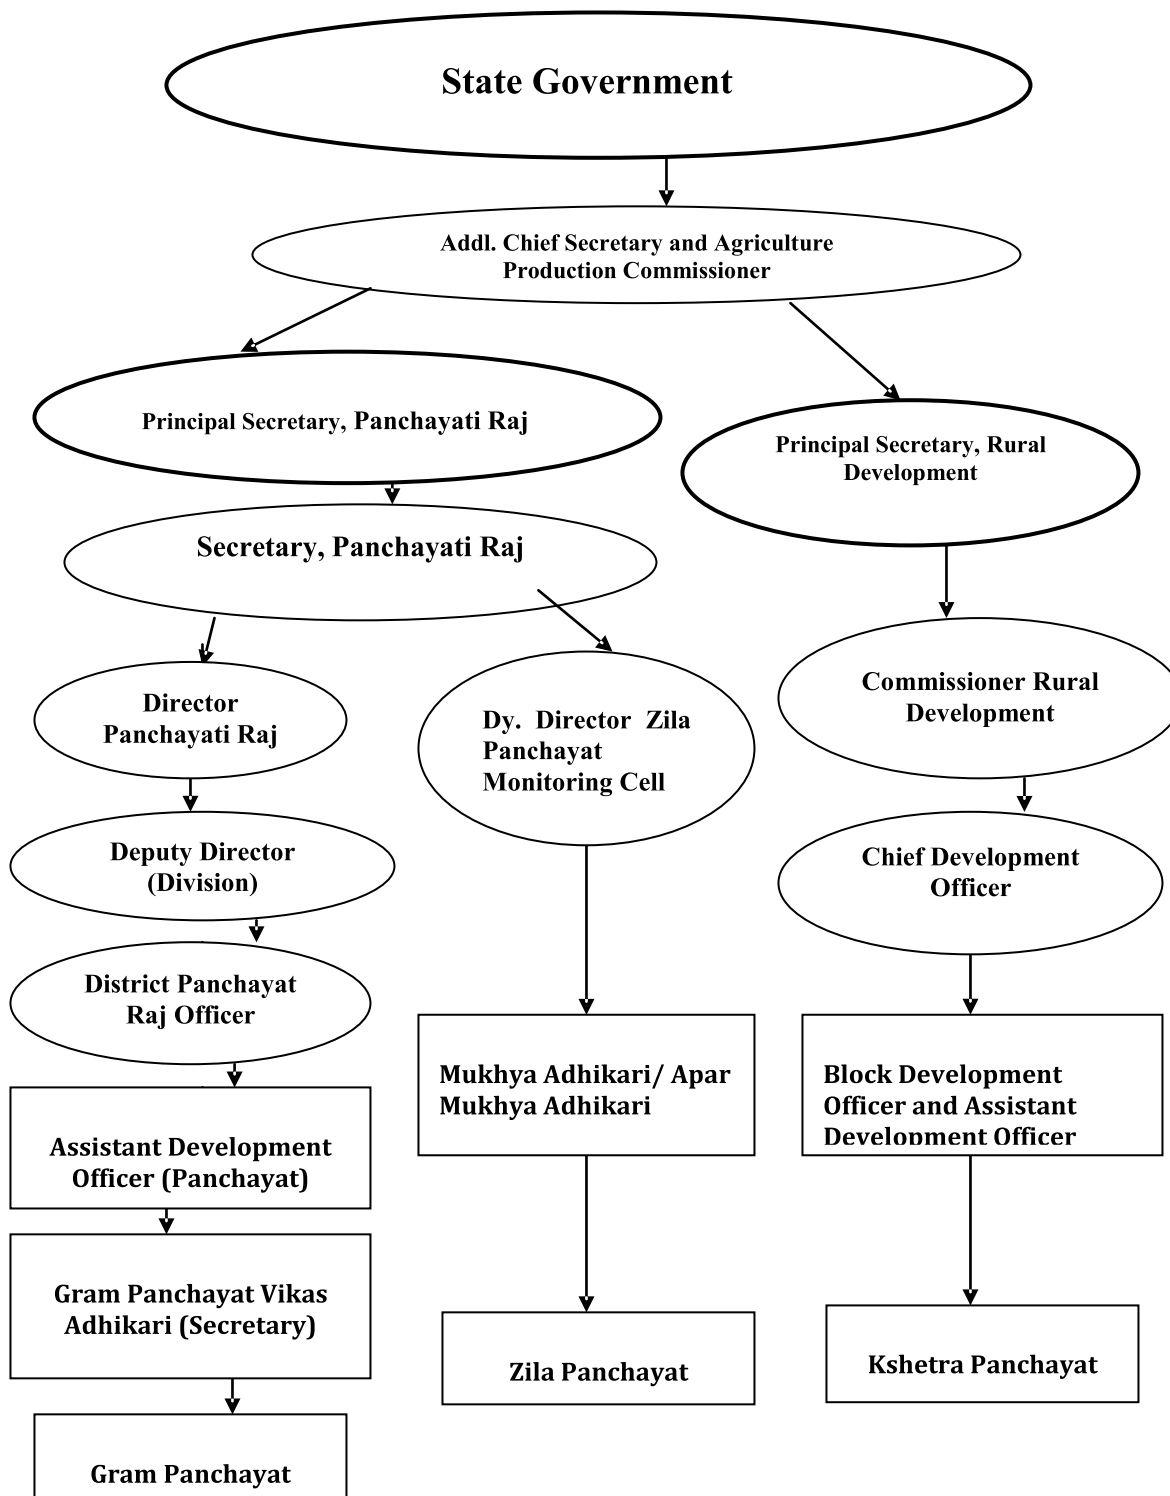 State Government
Addl. Chief Secretary and Agriculture
Production Commissioner
Principal Secretary, Panchayati Raj
Principal Secretary, Rural
Development
Secretary, Panchayati Raj
Director
Panchayati Raj
Dy. Director Zila
Panchayat
Monitoring Cell
Commissioner Rural
Development
Deputy Director
(Division)
Chief Development
Officer
District Panchayat
Raj Officer
Mukhya Adhikari/ Apar
Mukhya Adhikari
Block Development
Officer and Assistant
Development Officer
Assistant Development
Officer (Panchayat)
Gram Panchayat Vikas
Adhikari (Secretary)
Zila Panchayat
Kshetra Panchayat
Gram Panchayat